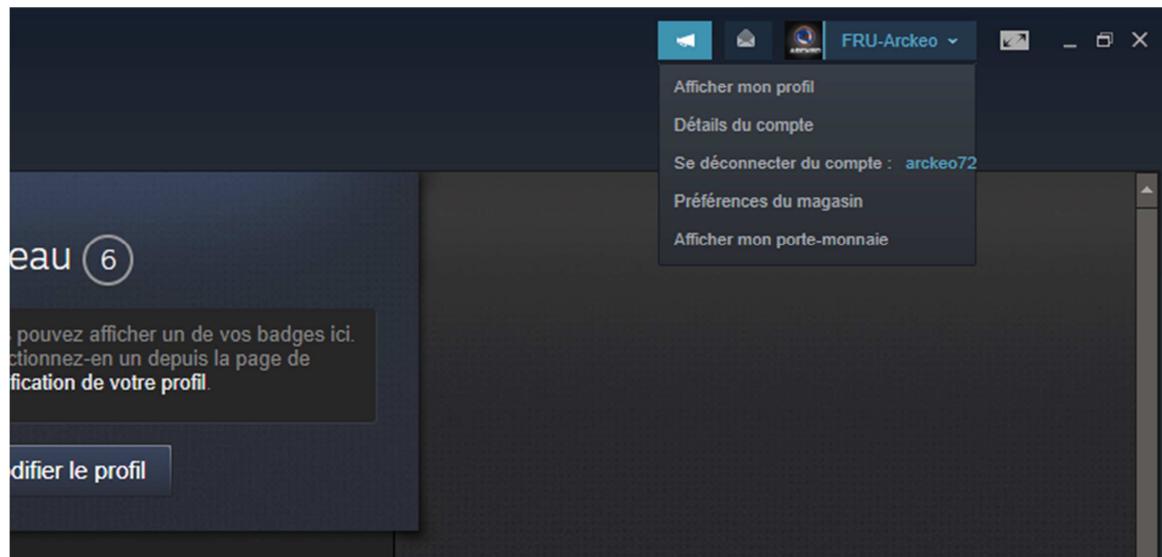 FRU-Arckeo
Afficher mon profil
Détails du compte
Se déconnecter du compte : arckeo72
Préférences du magasin
Afficher mon porte-monnaie
eau 6
pouvez afficher un de vos badges ici.
ctionnez-en un depuis la page de
fication de votre profil.
difier le profil